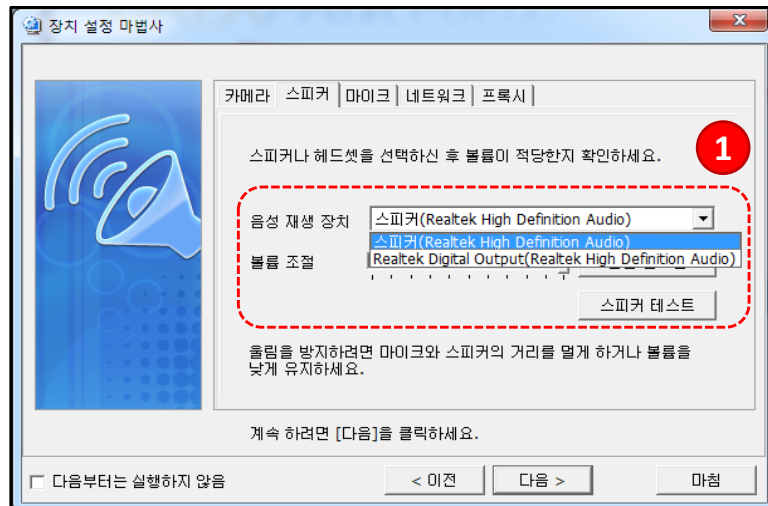 장치 설정 마법사
카메라 스피커 마이크 네트워크 프록시
스피커나 헤드셋을 선택하신 후 볼륨이 적당한지 확인하세요.
1
음성 재생 장치 스피커(Realtek High Definition Audio)
스피커(Realtek High Definition Audio)
볼륨 조절 Realtek Digital Output(Realtek High Definition Audio)
스피커 테스트
울림을 방지하려면 마이크와 스피커의 거리를 멀게 하거나 볼륨을
낮게 유지하세요.
계속 하려면 [다음]을 클릭하세요.
다음부터는 실행하지 않음 < 이전 다음 > 마침